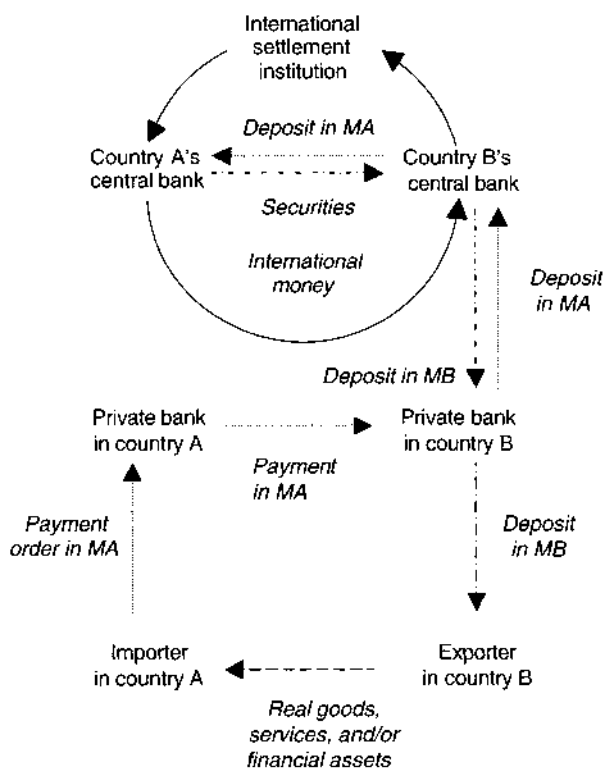 International
settlement
institution
Deposit in MA
Country A's
central bank
Country B's
central bank
Securities
International
money
Deposit
in MA
Deposit in MB
Private bank
in country A
Private bank
in country B
Payment
in MA
Payment
order in MA
Deposit
in MB
Importer
in country A
Exporter
in country B
Real goods,
services, and/or
financial assets